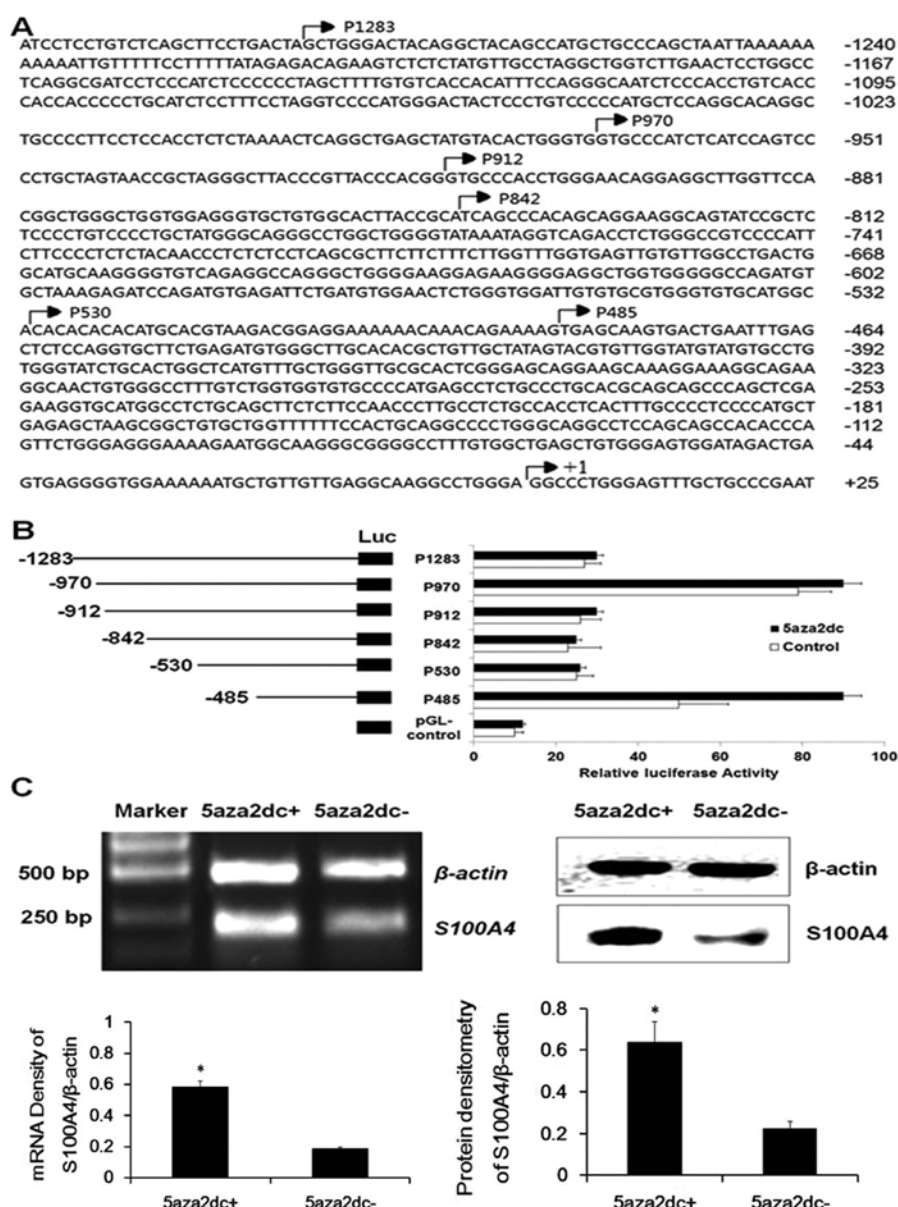 A
P1283
ATCCTCCTGTCTCAGCTTCCTGACTAGCTGGGACTACAGGCTACAGCCATGCTGCCCAGCTAATTAAAAAA -1240
AAAAATTGTTTTTCCTTTTTATAGAGACAGAAGTCTCTCTATGTTGCCTAGGCTGGTCTTGAACTCCTGGCC -1167
TCAGGCGATCCTCCCATCTCCCCCCTAGCTTTTGTGTCACCACATTTCCAGGGCAATCTCCCACCTGTCACC -1095
CACCACCCCCTGCATCTCCTTTCCTAGGTCCCCATGGGACTACTCCCTGTCCCCCATGCTCCAGGCACAGGC -1023
P970
TGCCCCTTCCTCCACCTCTCTAAAACTCAGGCTGAGCTATGTACACTGGGTGGTGCCCATCTCATCCAGTCC -951
P912
CCTGCTAGTAACCGCTAGGGCTTACCCGTTACCCACGGGTGCCCACCTGGGAACAGGAGGCTTGGTTCCA -881
P842
CGGCTGGGCTGGTGGAGGGTGCTGTGGCACTTACCGCATCAGCCCACAGCAGGAAGGCAGTATCCGCTC -812
TCCCCTGTCCCCTGCTATGGGCAGGGCCTGGCTGGGGTATAAATAGGTCAGACCTCTGGGCCGTCCCCATT -741
CTTCCCCTCTCTACAACCCTCTCTCCTCAGCGCTTCTTCTTTCTTGGTTTGGTGAGTTGTGTTGGCCTGACTG -668
GCATGCAAGGGGTGTCAGAGGCCAGGGCTGGGGAAGGAGAAGGGGAGGCTGGTGGGGGCCAGATGT -602
GCTAAAGAGATCCAGATGTGAGATTCTGATGTGGAACTCTGGGTGGATTGTGTGCGTGGGTGTGCATGGC -532
P530
P485
ACACACACACATGCACGTAAGACGGAGGAAAAAACAAACAGAAAAGTGAGCAAGTGACTGAATTTGAG -464
CTCTCCAGGTGCTTCTGAGATGTGGGCTTGCACACGCTGTTGCTATAGTACGTGTTGGTATGTATGTGCCTG -392
TGGGTATCTGCACTGGCTCATGTTTGCTGGGTTGCGCACTCGGGAGCAGGAAGCAAAGGAAAGGCAGAA -323
GGCAACTGTGGGCCTTTGTCTGGTGGTGTGCCCCATGAGCCTCTGCCCTGCACGCAGCAGCCCAGCTCGA -253
GAAGGTGCATGGCCTCTGCAGCTTCTCTTCCAACCCTTGCCTCTGCCACCTCACTTTGCCCCTCCCCATGCT -181
GAGAGCTAAGCGGCTGTGCTGGTTTTTTCCACTGCAGGCCCCTGGGCAGGCCTCCAGCAGCCACACCCA -112
GTTCTGGGAGGGAAAAGAATGGCAAGGGCGGGGCCTTTGTGGCTGAGCTGTGGGAGTGGATAGACTGA -44
+1
GTGAGGGGTGGAAAAAATGCTGTTGTTGAGGCAAGGCCTGGGA GGCCCTGGGAGTTTGCTGCCCGAAT +25
B
Luc
-1283
-970
-912
-842
-530
-485
P1283
P970
P912
P842
P530
P485
pGL-
control
5aza2dc
Control
0 20 40 60 80 100
Relative luciferase Activity
C
Marker 5aza2dc+ 5aza2dc-
500 bp
250 bp
β-actin
S100A4
5aza2dc+ 5aza2dc-
β-actin
S100A4
mRNA Density of
S100A4/β-actin
1
0.8
0.6
0.4
0.2
0
*
5aza2dc+ 5aza2dc-
Protein densitometry
of S100A4/β-actin
0.8
0.6
0.4
0.2
0
*
5aza2dc+ 5aza2dc-